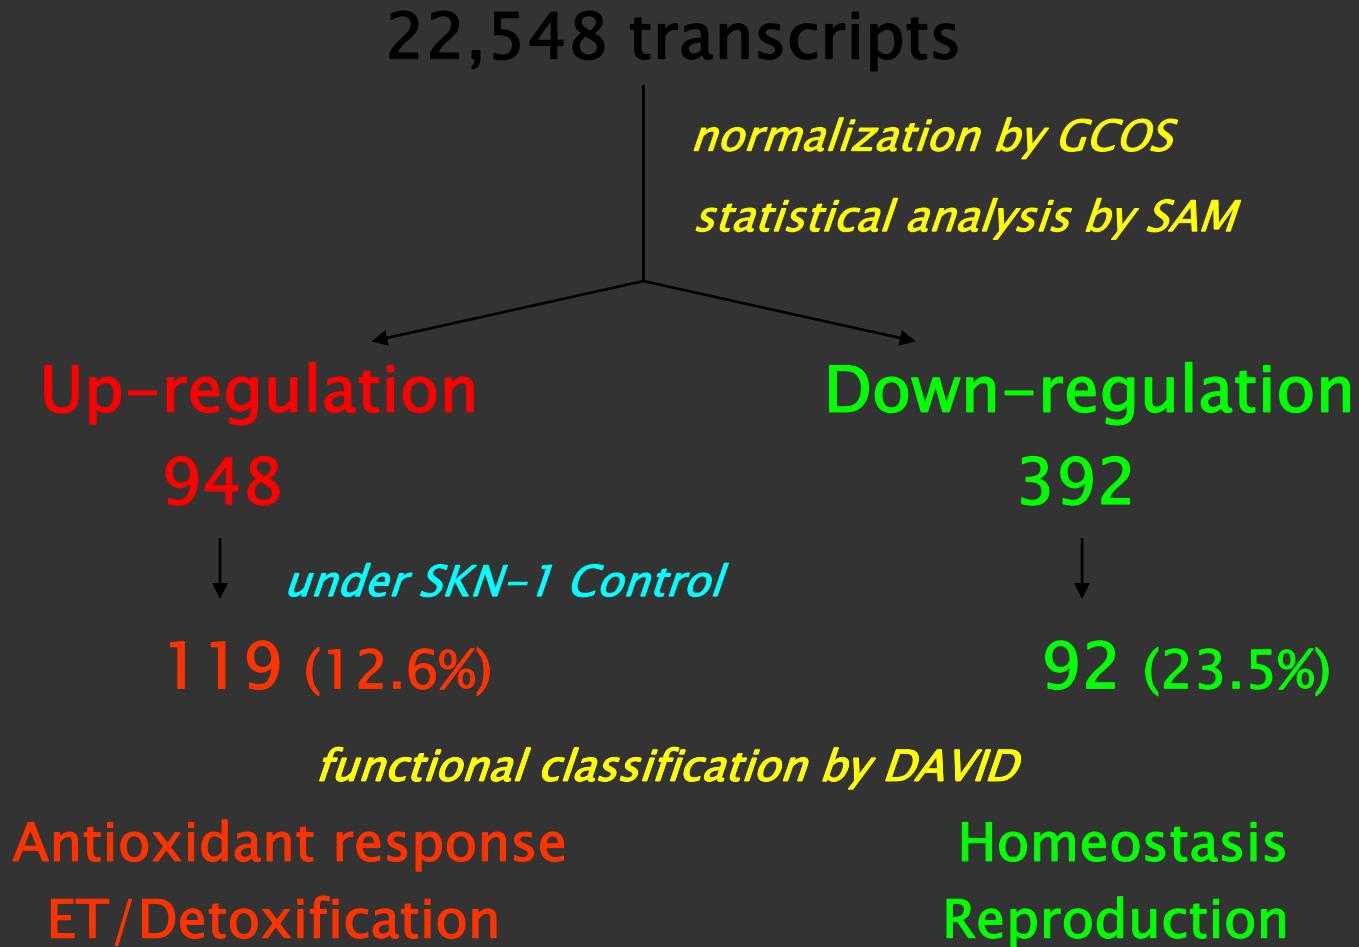 22,548 transcripts
normalization by GCOS
statistical analysis by SAM
Up-regulation
Down-regulation
948
392
under SKN-1 Control
119 (12.6%)
92 (23.5%)
functional classification by DAVID
Antioxidant response
Homeostasis
ET/Detoxification
Reproduction